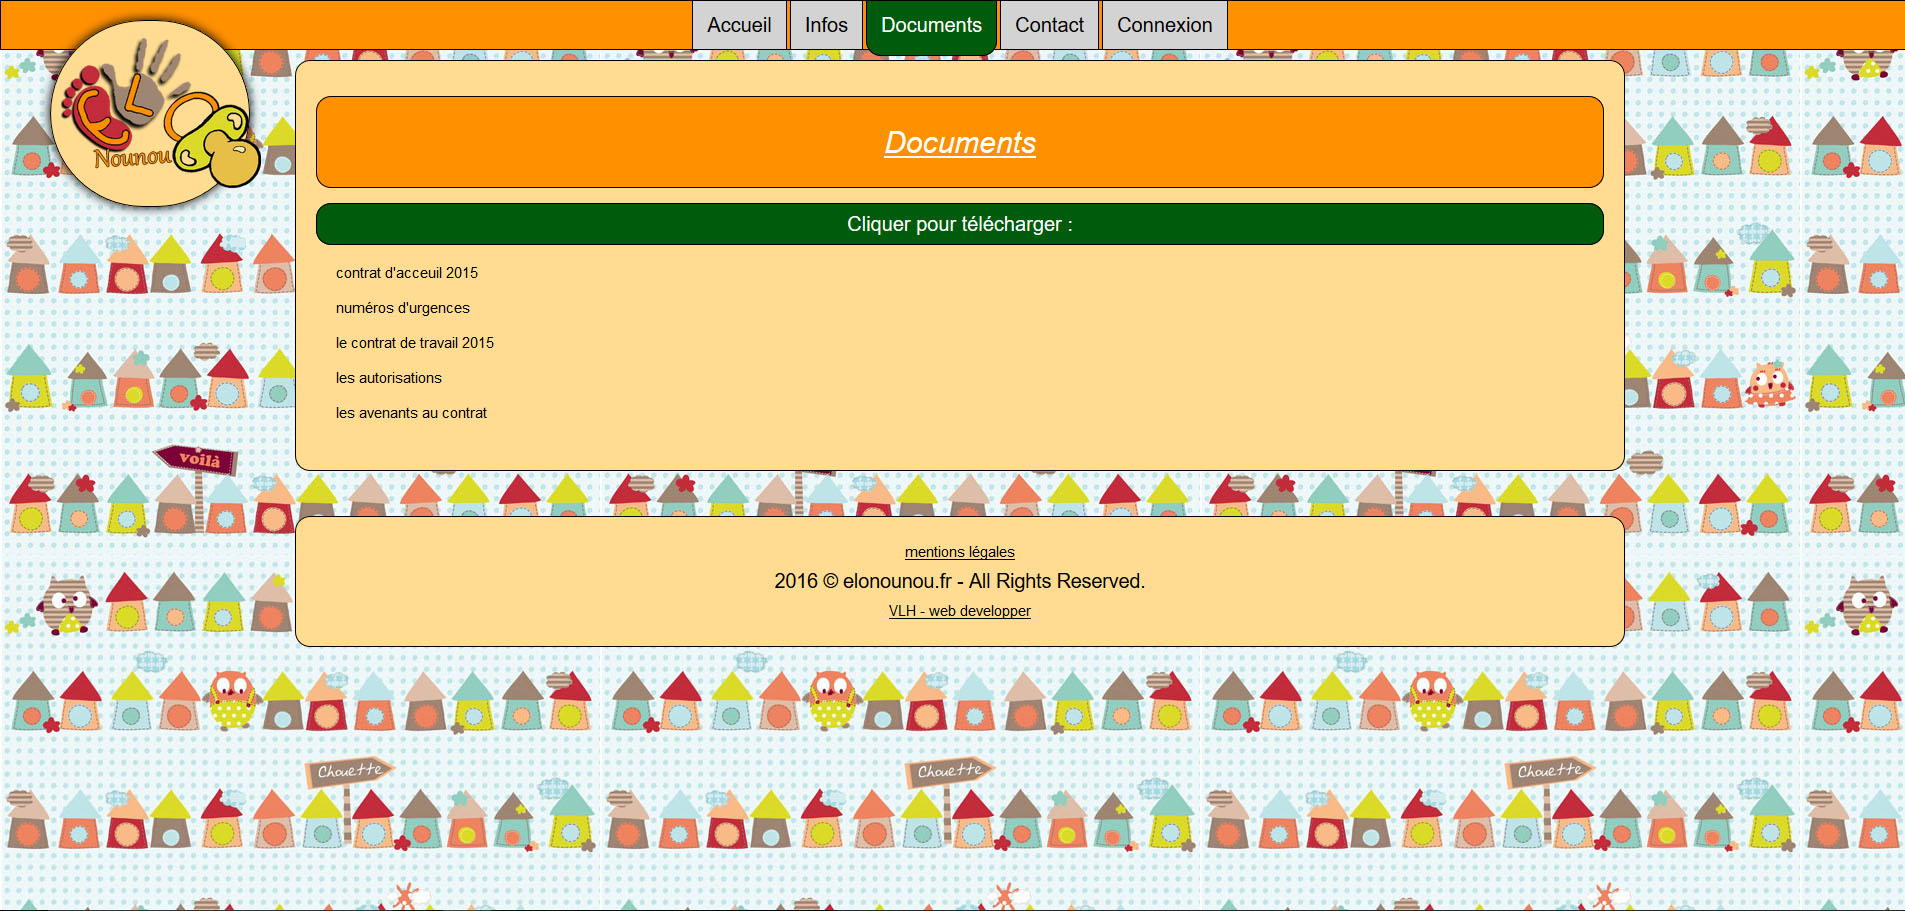 Accueil Infos Documents Contact Connexion
E L O
Nounou
Documents
Cliquer pour télécharger :
contrat d'acceuil 2015
numéros d'urgences
le contrat de travail 2015
les autorisations
les avenants au contrat
voilà
mentions légales
2016 © elonounou.fr - All Rights Reserved.
VLH - web developper
Chouette Chouette Chouette